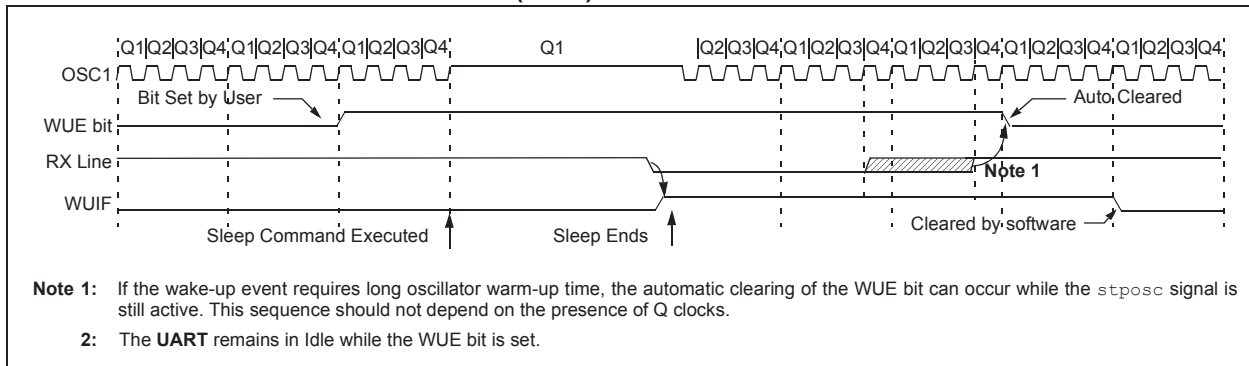 Q1|Q2|Q3|Q4|Q1|Q2|Q3|Q4|Q1|Q2|Q3|Q4 Q1 |Q2|Q3|Q4|Q1|Q2|Q3|Q4|Q1|Q2|Q3|Q4|Q1|Q2|Q3|Q4
OSC1
Bit Set by User
Auto Cleared
WUE bit
RX Line
Note 1
WUIF
Cleared by software
Sleep Command Executed
Sleep Ends
Note 1: If the wake-up event requires long oscillator warm-up time, the automatic clearing of the WUE bit can occur while the stposc signal is
still active. This sequence should not depend on the presence of Q clocks.
2: The UART remains in Idle while the WUE bit is set.